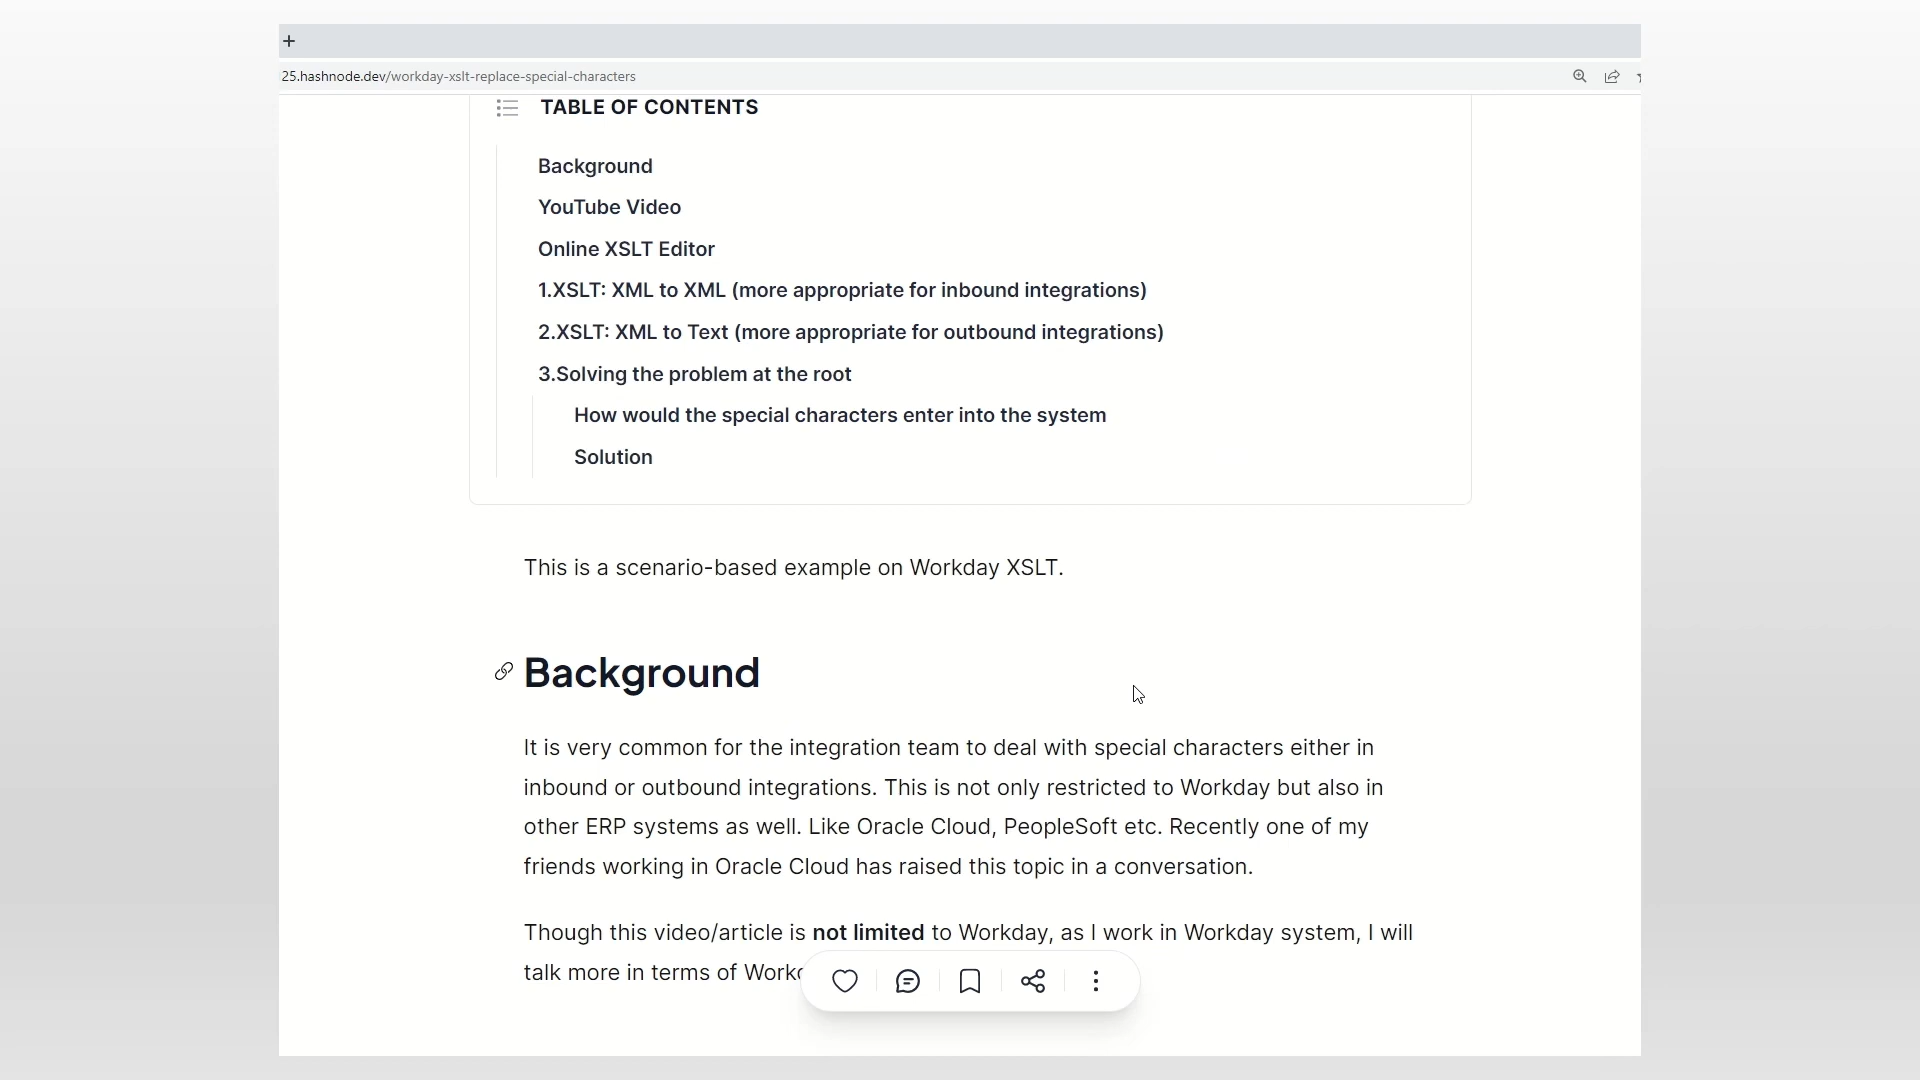 25.hashnode.dev/workday-xslt-replace-special-characters
TABLE OF CONTENTS
Background
YouTube Video
Online XSLT Editor
1.XSLT: XML to XML (more appropriate for inbound integrations)
2.XSLT: XML to Text (more appropriate for outbound integrations)
3.Solving the problem at the root
How would the special characters enter into the system
Solution
This is a scenario-based example on Workday XSLT.
Background
It is very common for the integration team to deal with special characters either in
inbound or outbound integrations. This is not only restricted to Workday but also in
other ERP systems as well. Like Oracle Cloud, PeopleSoft etc. Recently one of my
friends working in Oracle Cloud has raised this topic in a conversation.
Though this video/article is not limited to Workday, as I work in Workday system, I will
talk more in terms of